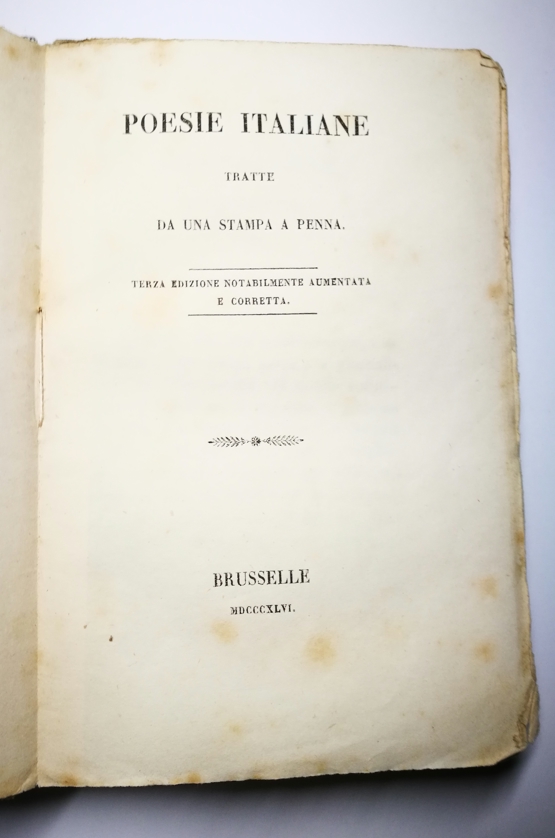 POESIE ITALIANE
TRATTE
DA UNA STAMPA A PENNA.
TERZA EDIZIONE NOTABILMENTE AUMENTATA
E CORRETTA.
BRUSSELLE
MDCCCXLVI.